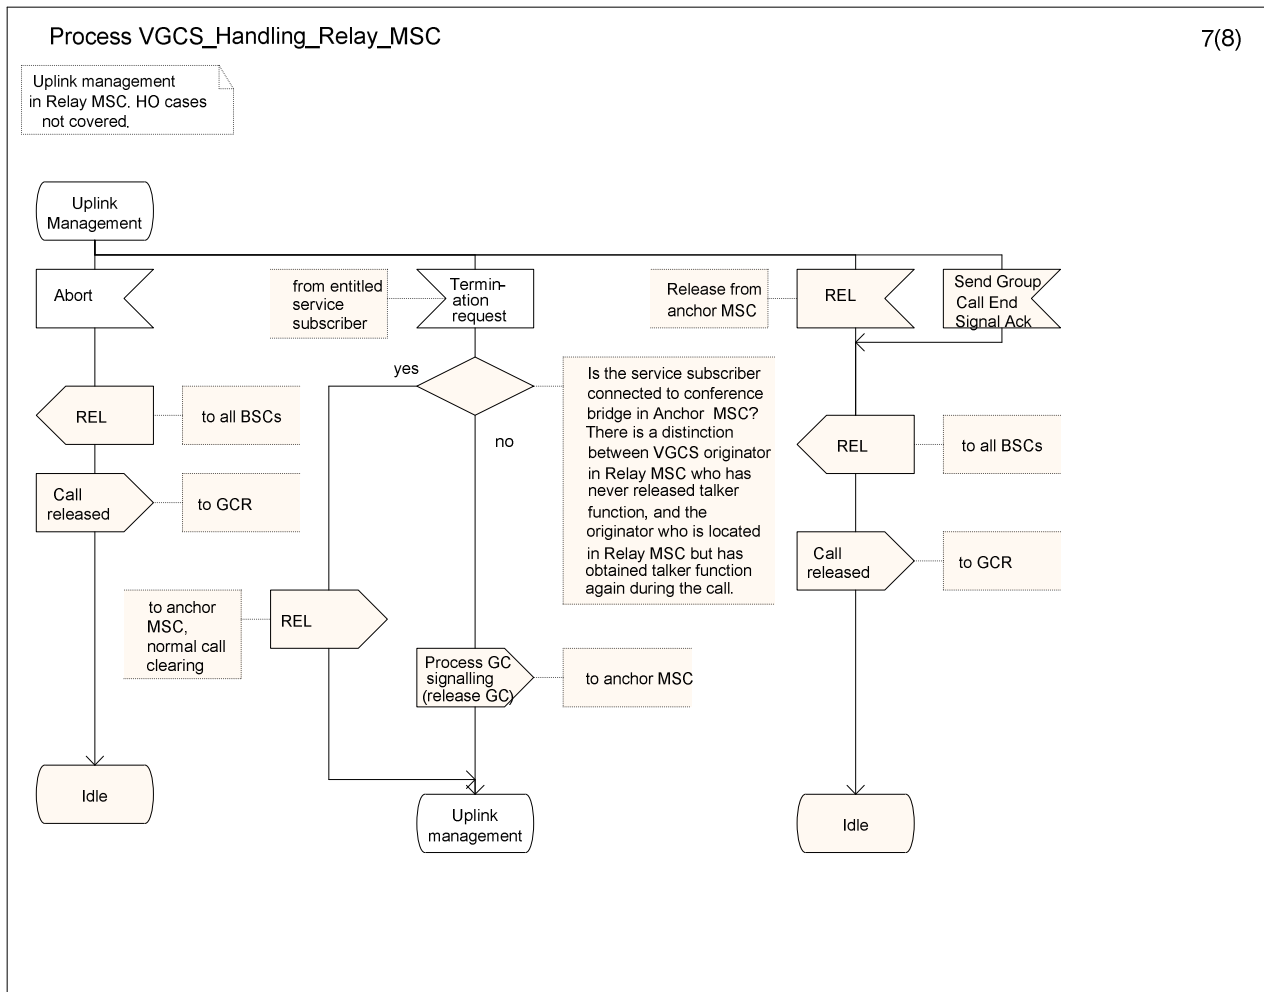 Process VGCS_Handling_Relay_MSC
7(8)
Uplink management
in Relay MSC. HO cases
not covered.
Uplink
Management
Abort
from entitled
service
subscriber
Termin-
ation
request
Release from
anchor MSC
REL
Send Group
Call End
Signal Ack
yes
no
Is the service subscriber
connected to conference
bridge in Anchor MSC?
There is a distinction
between VGCS originator
in Relay MSC who has
never released talker
function, and the
originator who is located
in Relay MSC but has
obtained talker function
again during the call.
REL
to all BSCs
REL
to all BSCs
Call
released
to GCR
Call
released
to GCR
to anchor
MSC,
normal call
clearing
REL
Process GC
signalling
(release GC)
to anchor MSC
Idle
Uplink
management
Idle